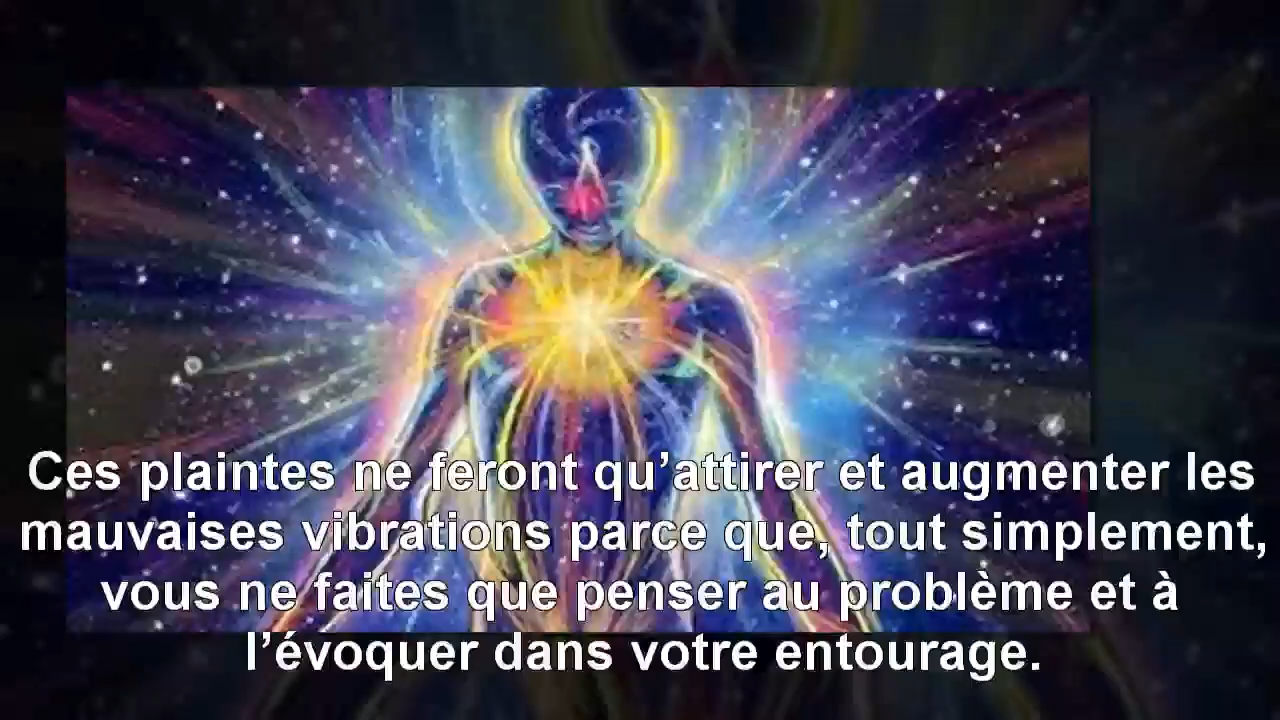 Ces plaintes ne feront qu’attirer et augmenter les
mauvaises vibrations parce que, tout simplement,
vous ne faites que penser au problème et à
l’évoquer dans votre entourage.